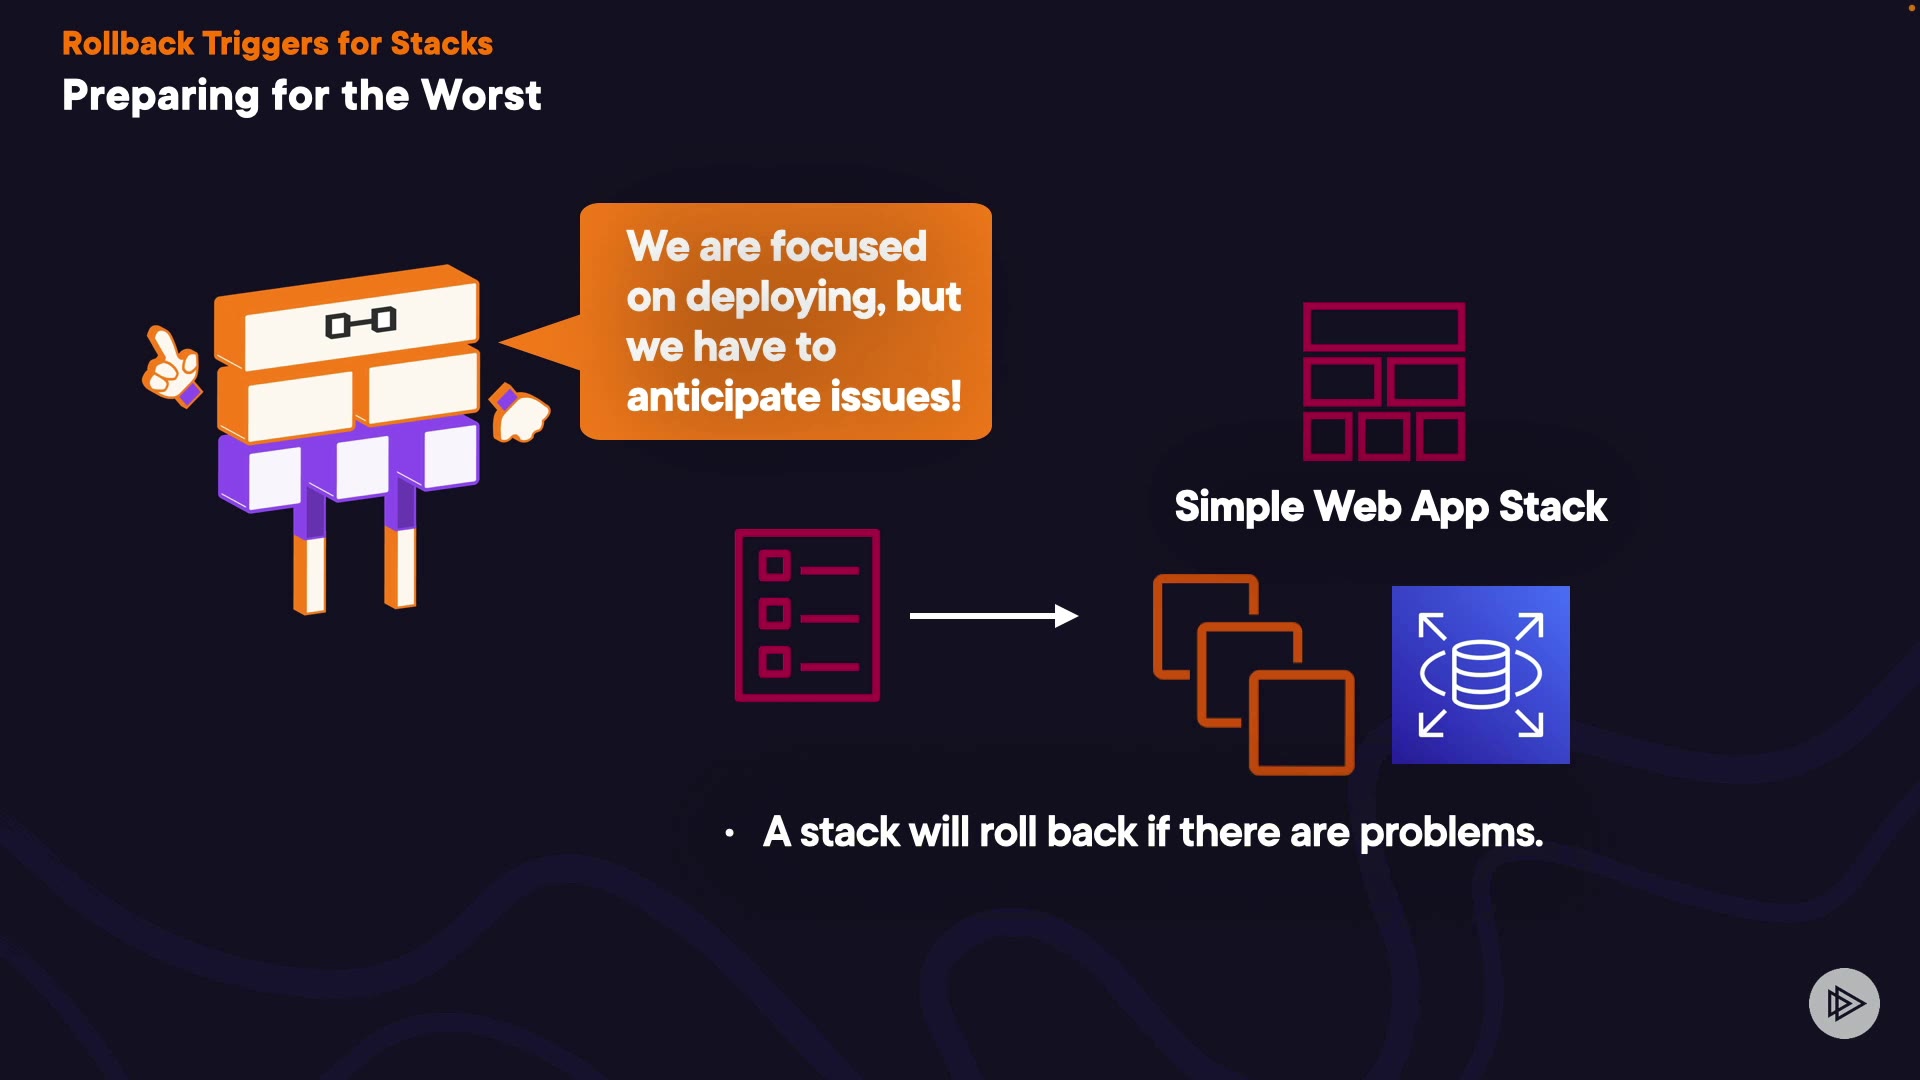 Rollback Triggers for Stacks
Preparing for the Worst
We are focused
on deploying, but
we have to
anticipate issues!
Simple Web App Stack
• A stack will roll back if there are problems.